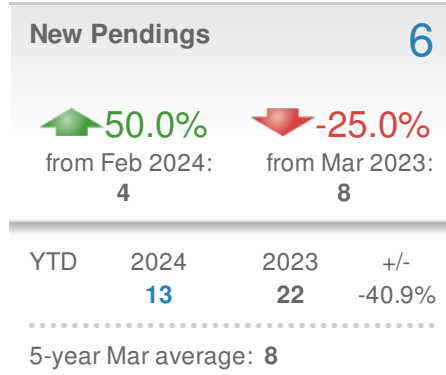 New Pendings 6
50.0% -25.0%
from Feb 2024: from Mar 2023:
4 8
YTD 2024 2023 +/-
13 22 -40.9%
5-year Mar average: 8